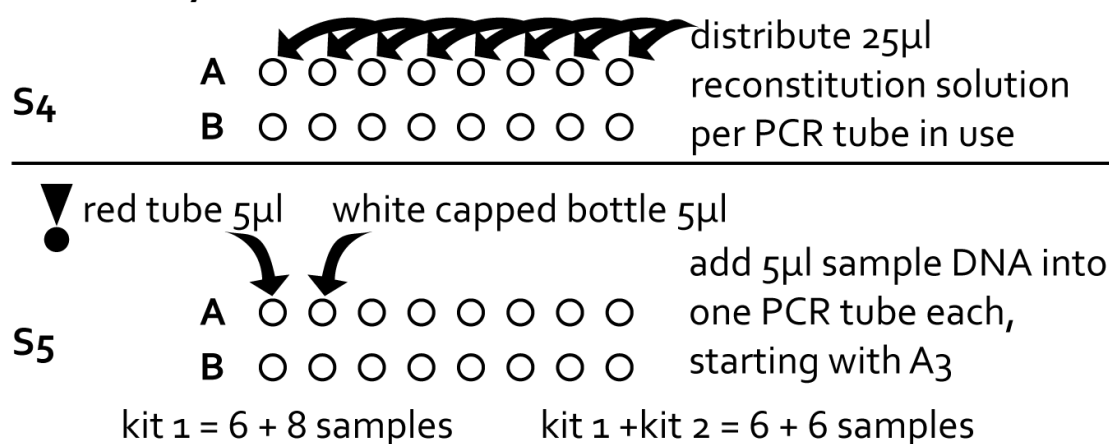 distribute 25µl
A
reconstitution solution
S4
B
per PCR tube in use
red tube 5µl
white capped bottle 5µl
add 5µl sample DNA into
A
one PCR tube each,
S5
B
starting with A3
kit 1 = 6 + 8 samples
kit 1 +kit 2 = 6 + 6 samples